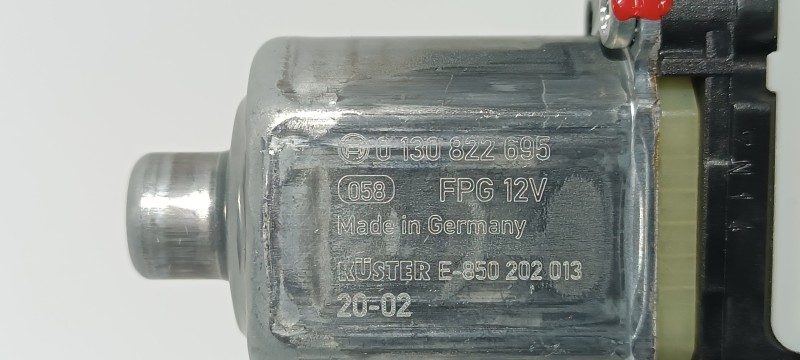 0 130 822 695
058 FPG 12V
Made in Germany
KÜSTER E-850 202 013
20-02